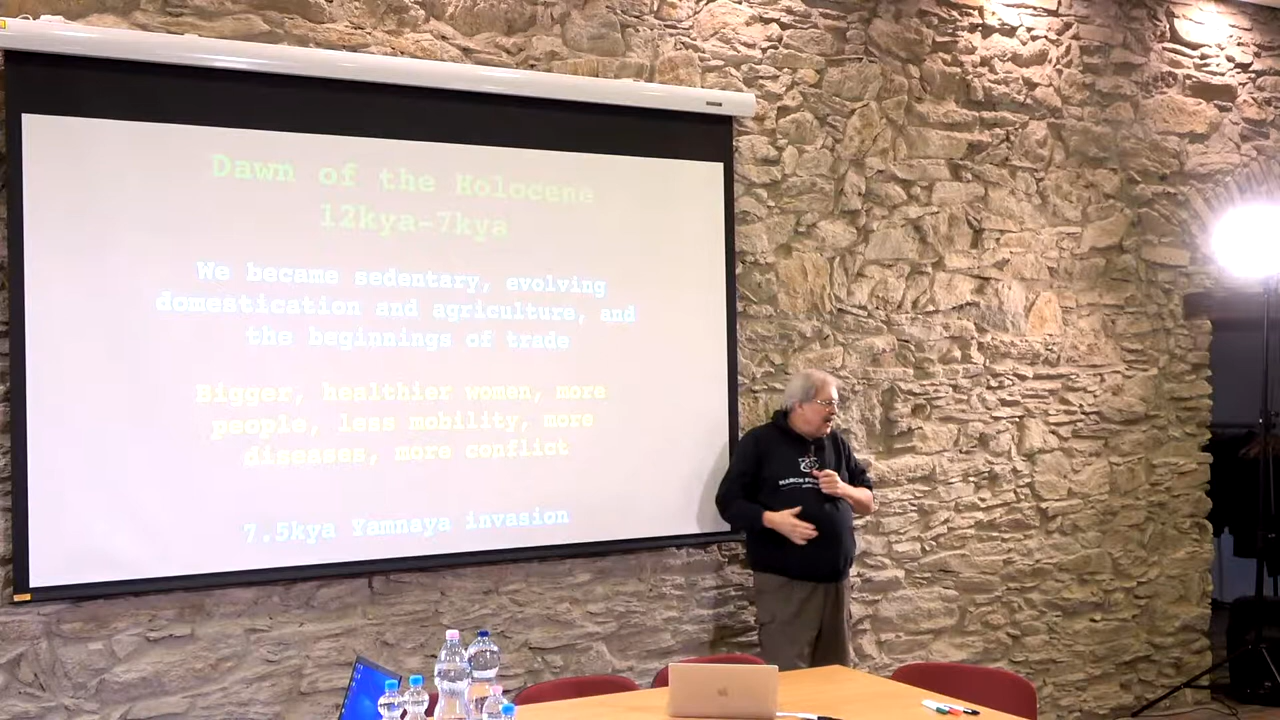 Dawn of the Holocene
12kya-7kya
We became sedentary, evolving
domestication and agriculture, and
the beginnings of trade
Bigger, healthier women, more
people, less mobility, more
diseases, more conflict
7.5kya Yamnaya invasion
MARCH